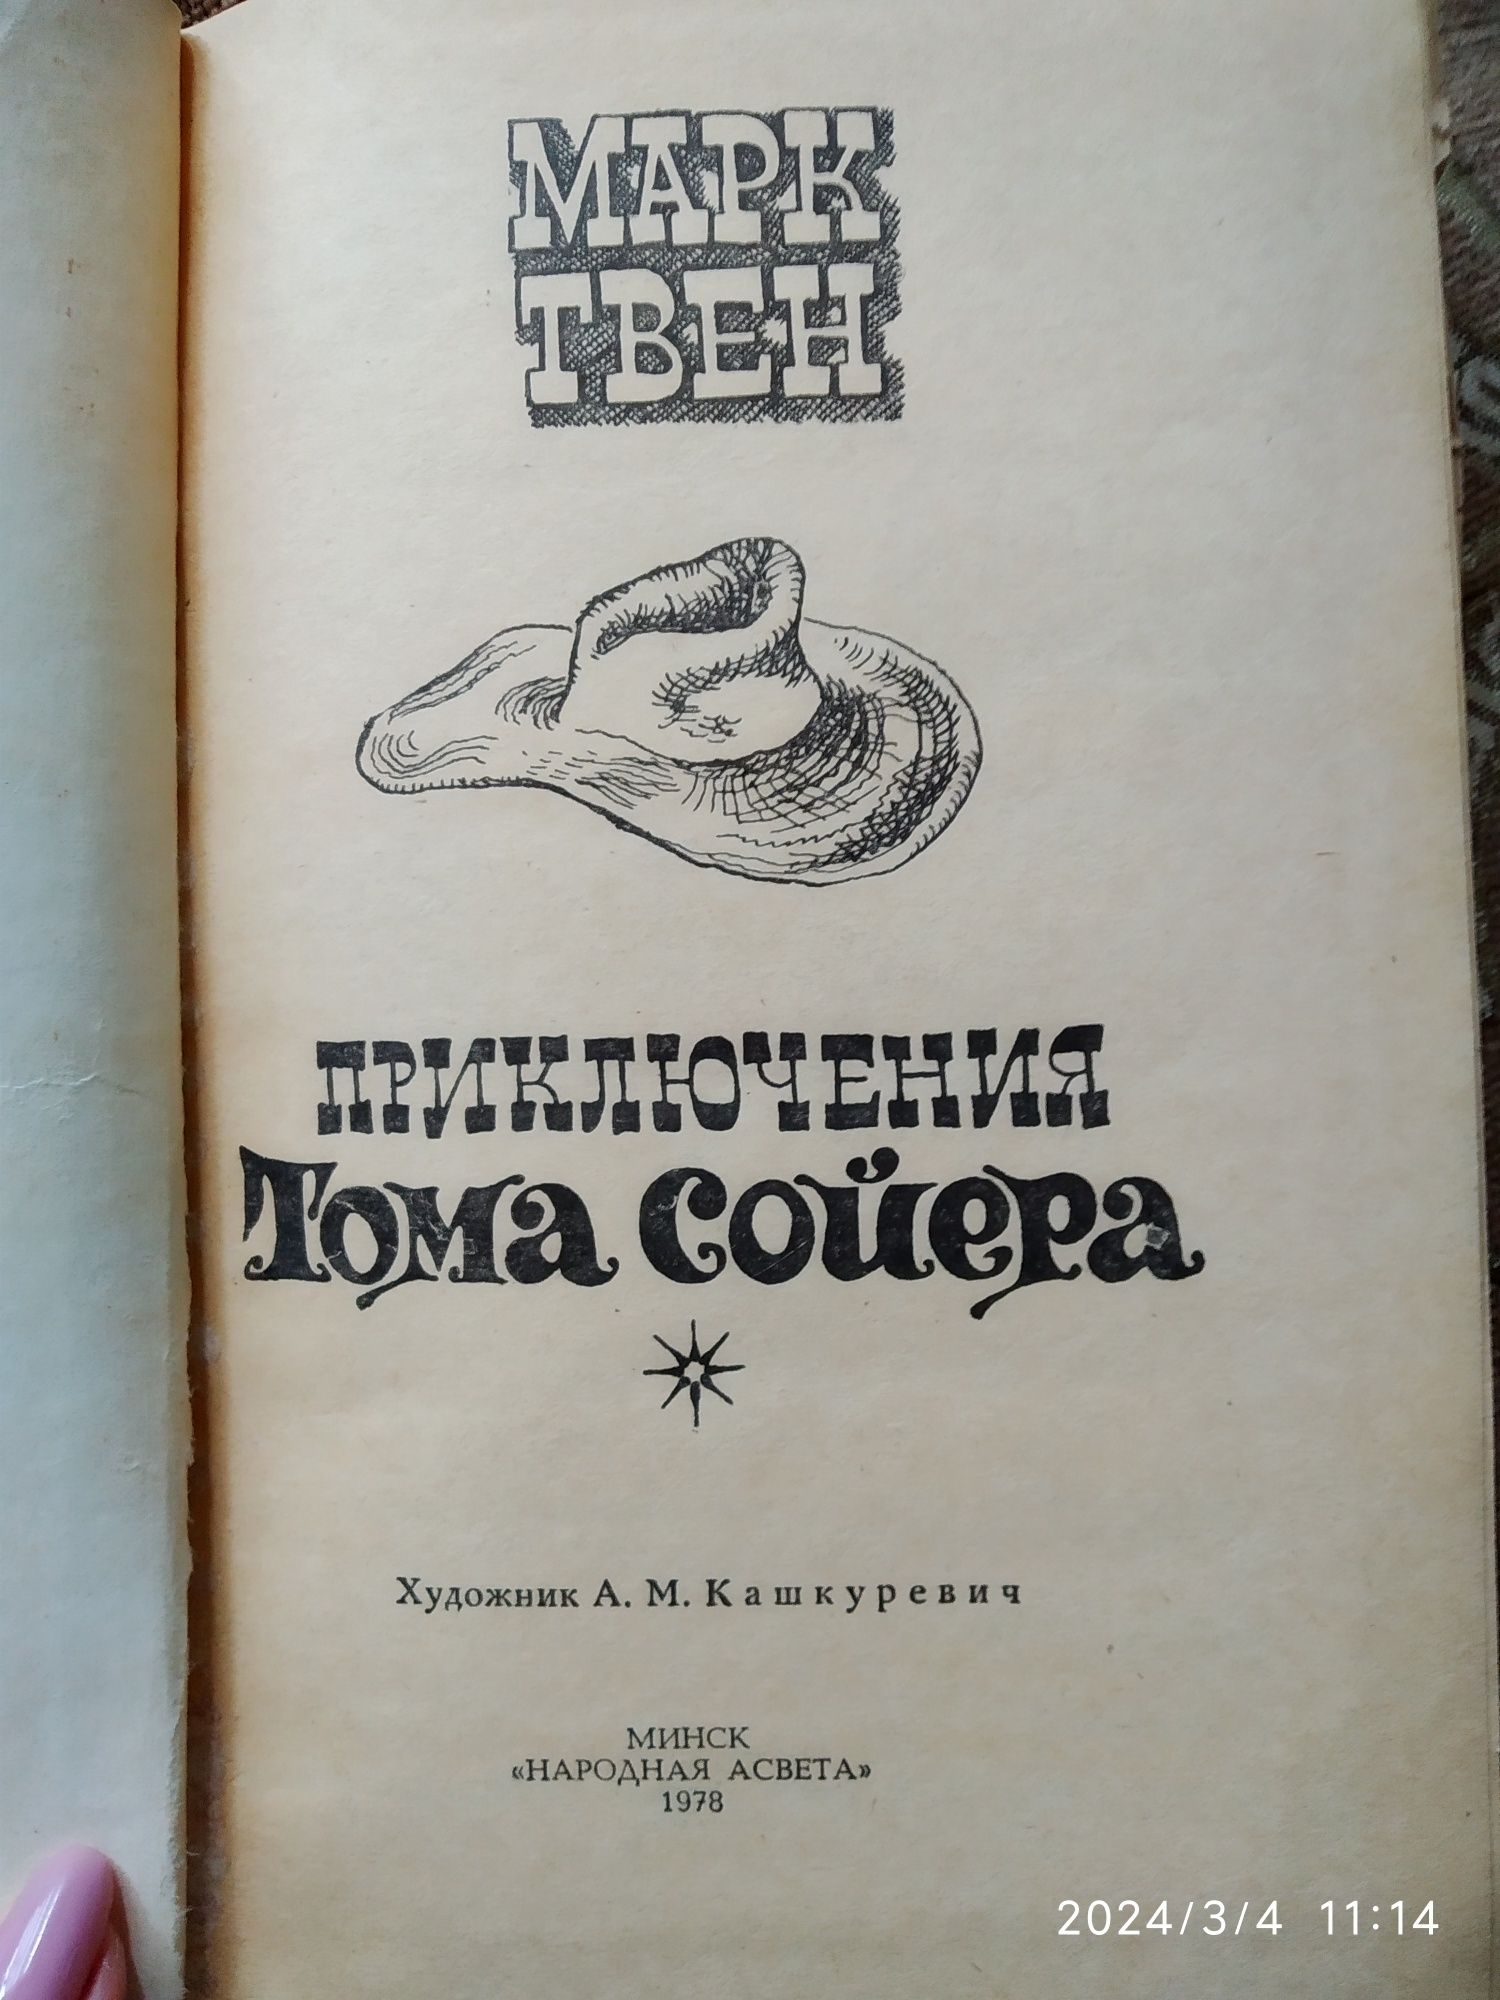 МАРК
ТВЕН
ПРИКЛЮЧЕНИЯ
Тома Сойера
Художник А. М. Кашкуревич
МИНСК
«НАРОДНАЯ АСВЕТА»
1978
2024/3/4 11:14